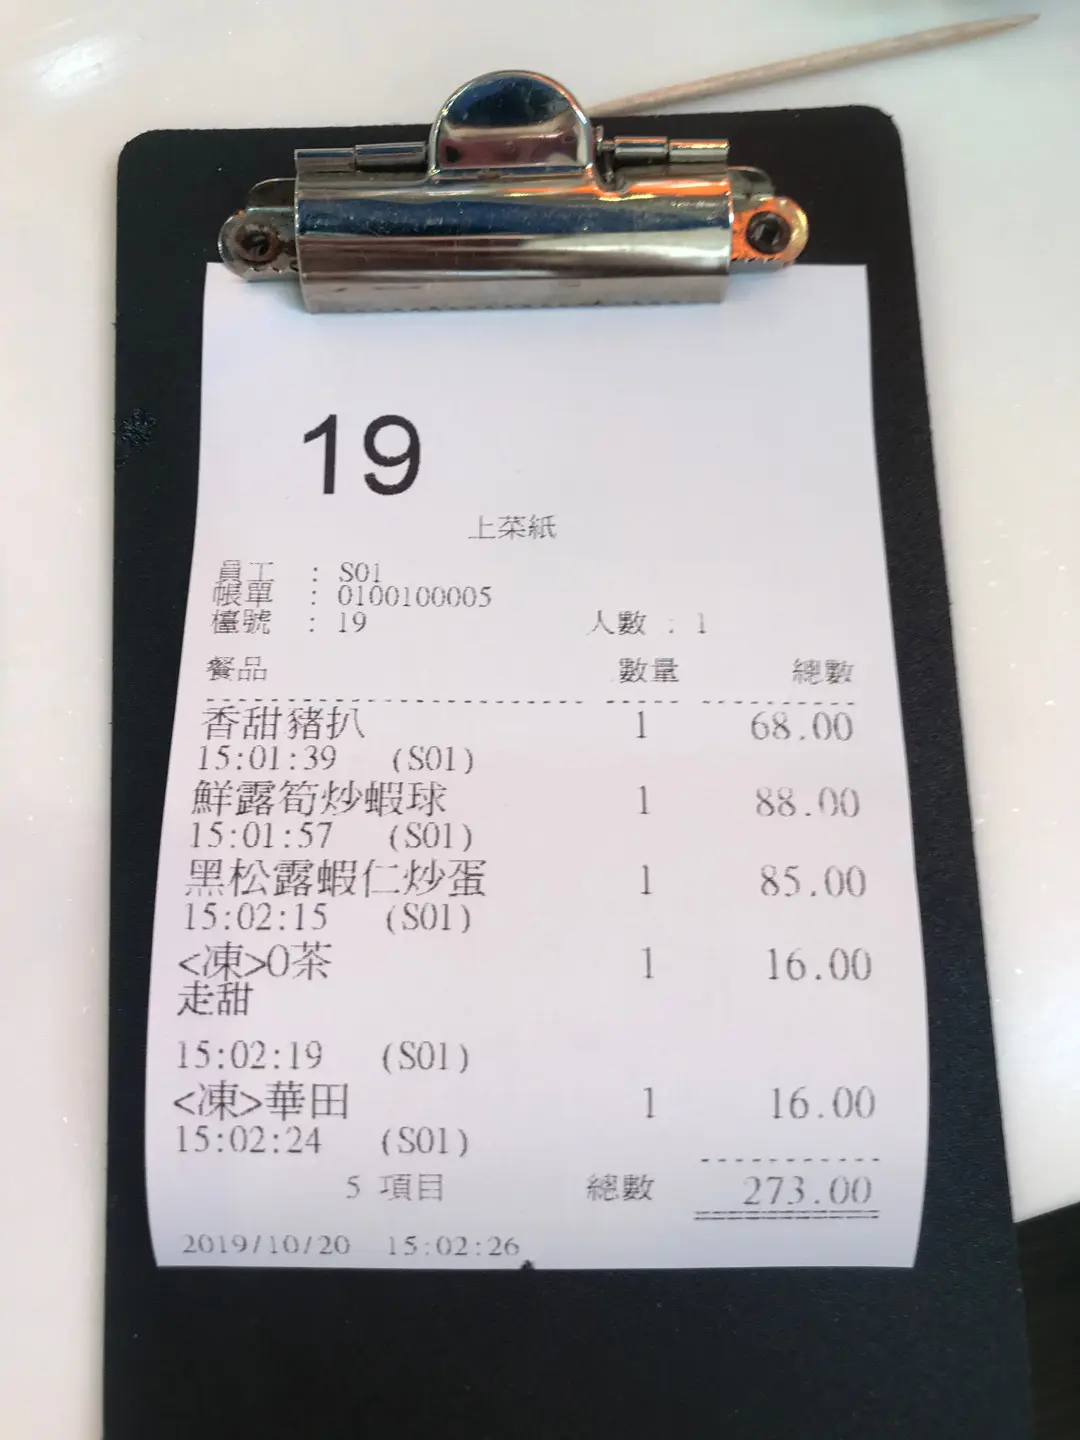 19
上菜紙
員工 : S01
帳單 : 0100100005
檯號 : 19 人數 : 1
餐品 數量 總數
香甜豬扒 1 68.00
15:01:39 (S01)
鮮露筍炒蝦球 1 88.00
15:01:57 (S01)
黑松露蝦仁炒蛋 1 85.00
15:02:15 (S01)
<凍>O茶 1 16.00
走甜
15:02:19 (S01)
<凍>華田 1 16.00
15:02:24 (S01)
5 項目 總數 273.00
2019/10/20 15:02:26